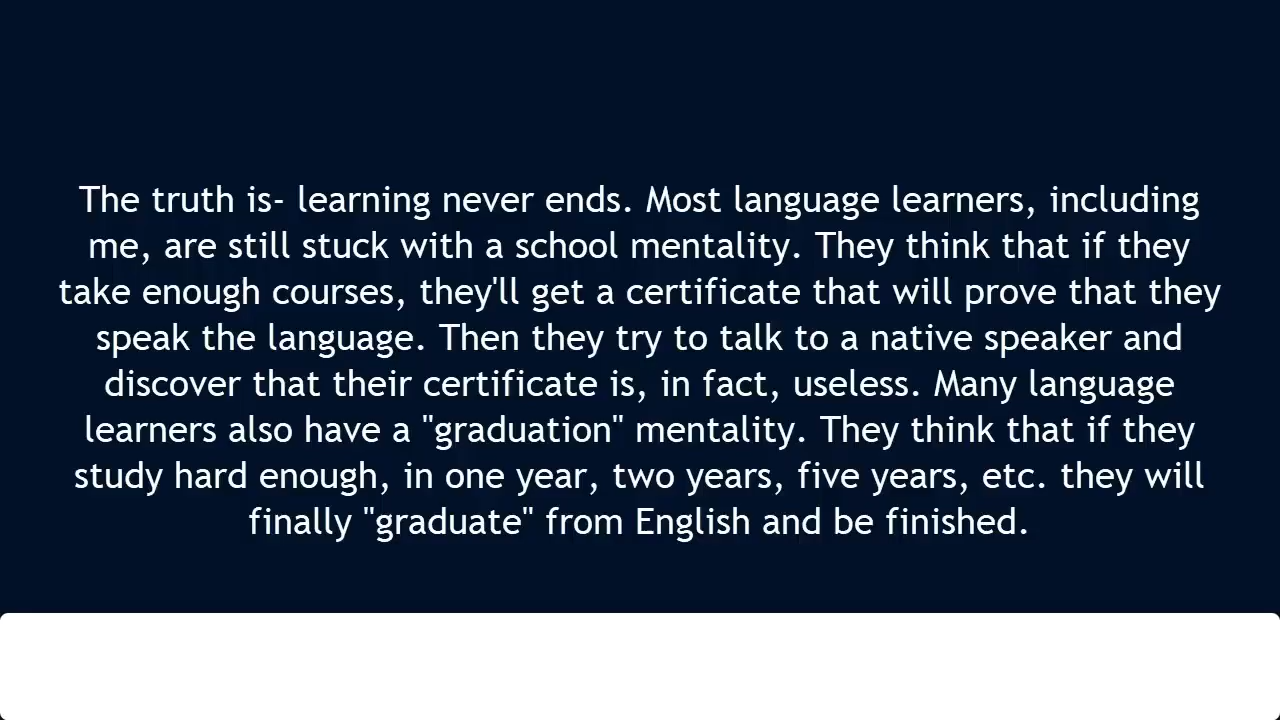 The truth is- learning never ends. Most language learners, including
me, are still stuck with a school mentality. They think that if they
take enough courses, they'll get a certificate that will prove that they
speak the language. Then they try to talk to a native speaker and
discover that their certificate is, in fact, useless. Many language
learners also have a "graduation" mentality. They think that if they
study hard enough, in one year, two years, five years, etc. they will
finally "graduate" from English and be finished.